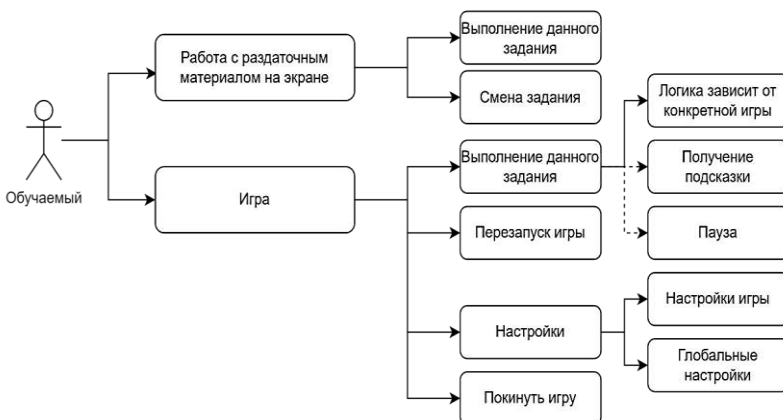 Обучаемый
Работа с раздаточным
материалом на экране
Выполнение данного
задания
Смена задания
Игра
Выполнение данного
задания
Логика зависит от
конкретной игры
Получение
подсказки
Пауза
Перезапуск игры
Настройки
Настройки игры
Глобальные
настройки
Покинуть игру